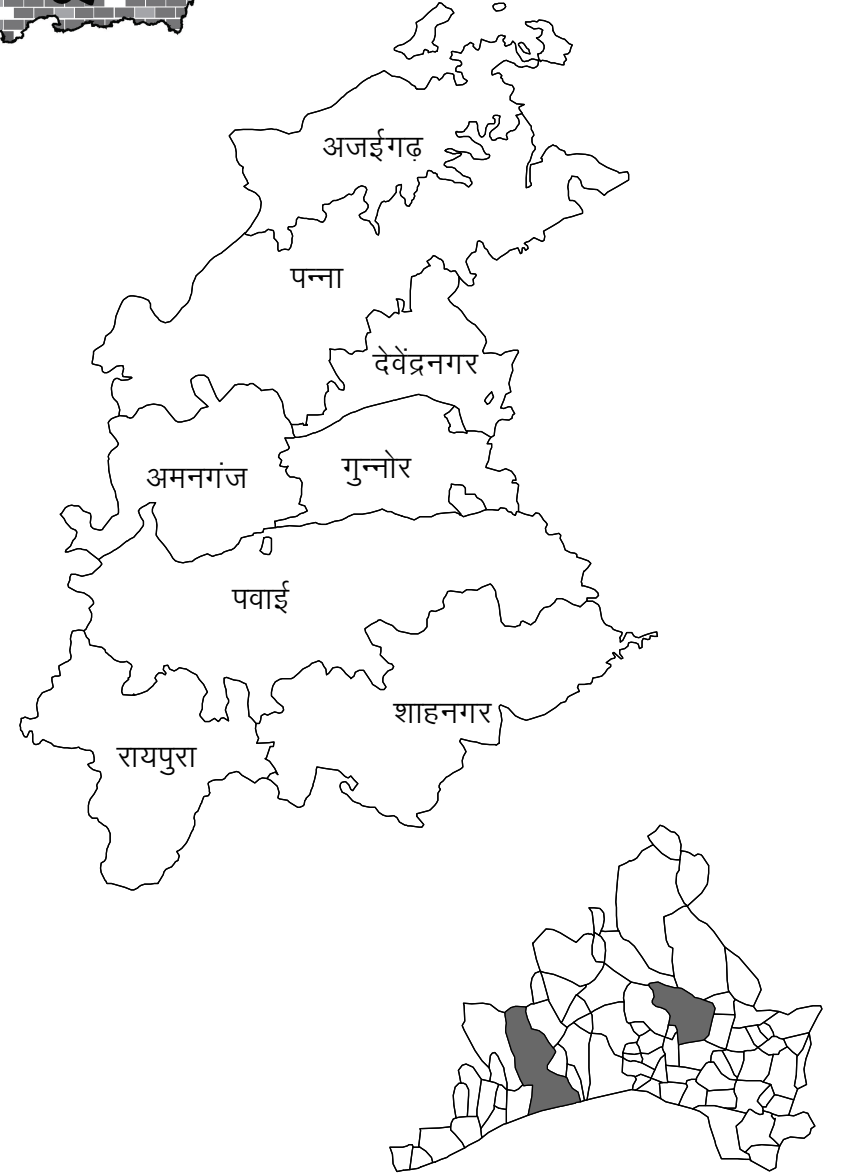 अजईगढ़
पन्ना
देवेंद्रनगर
अमनगंज
गुन्नोर
पवाई
शाहनगर
रायपुरा